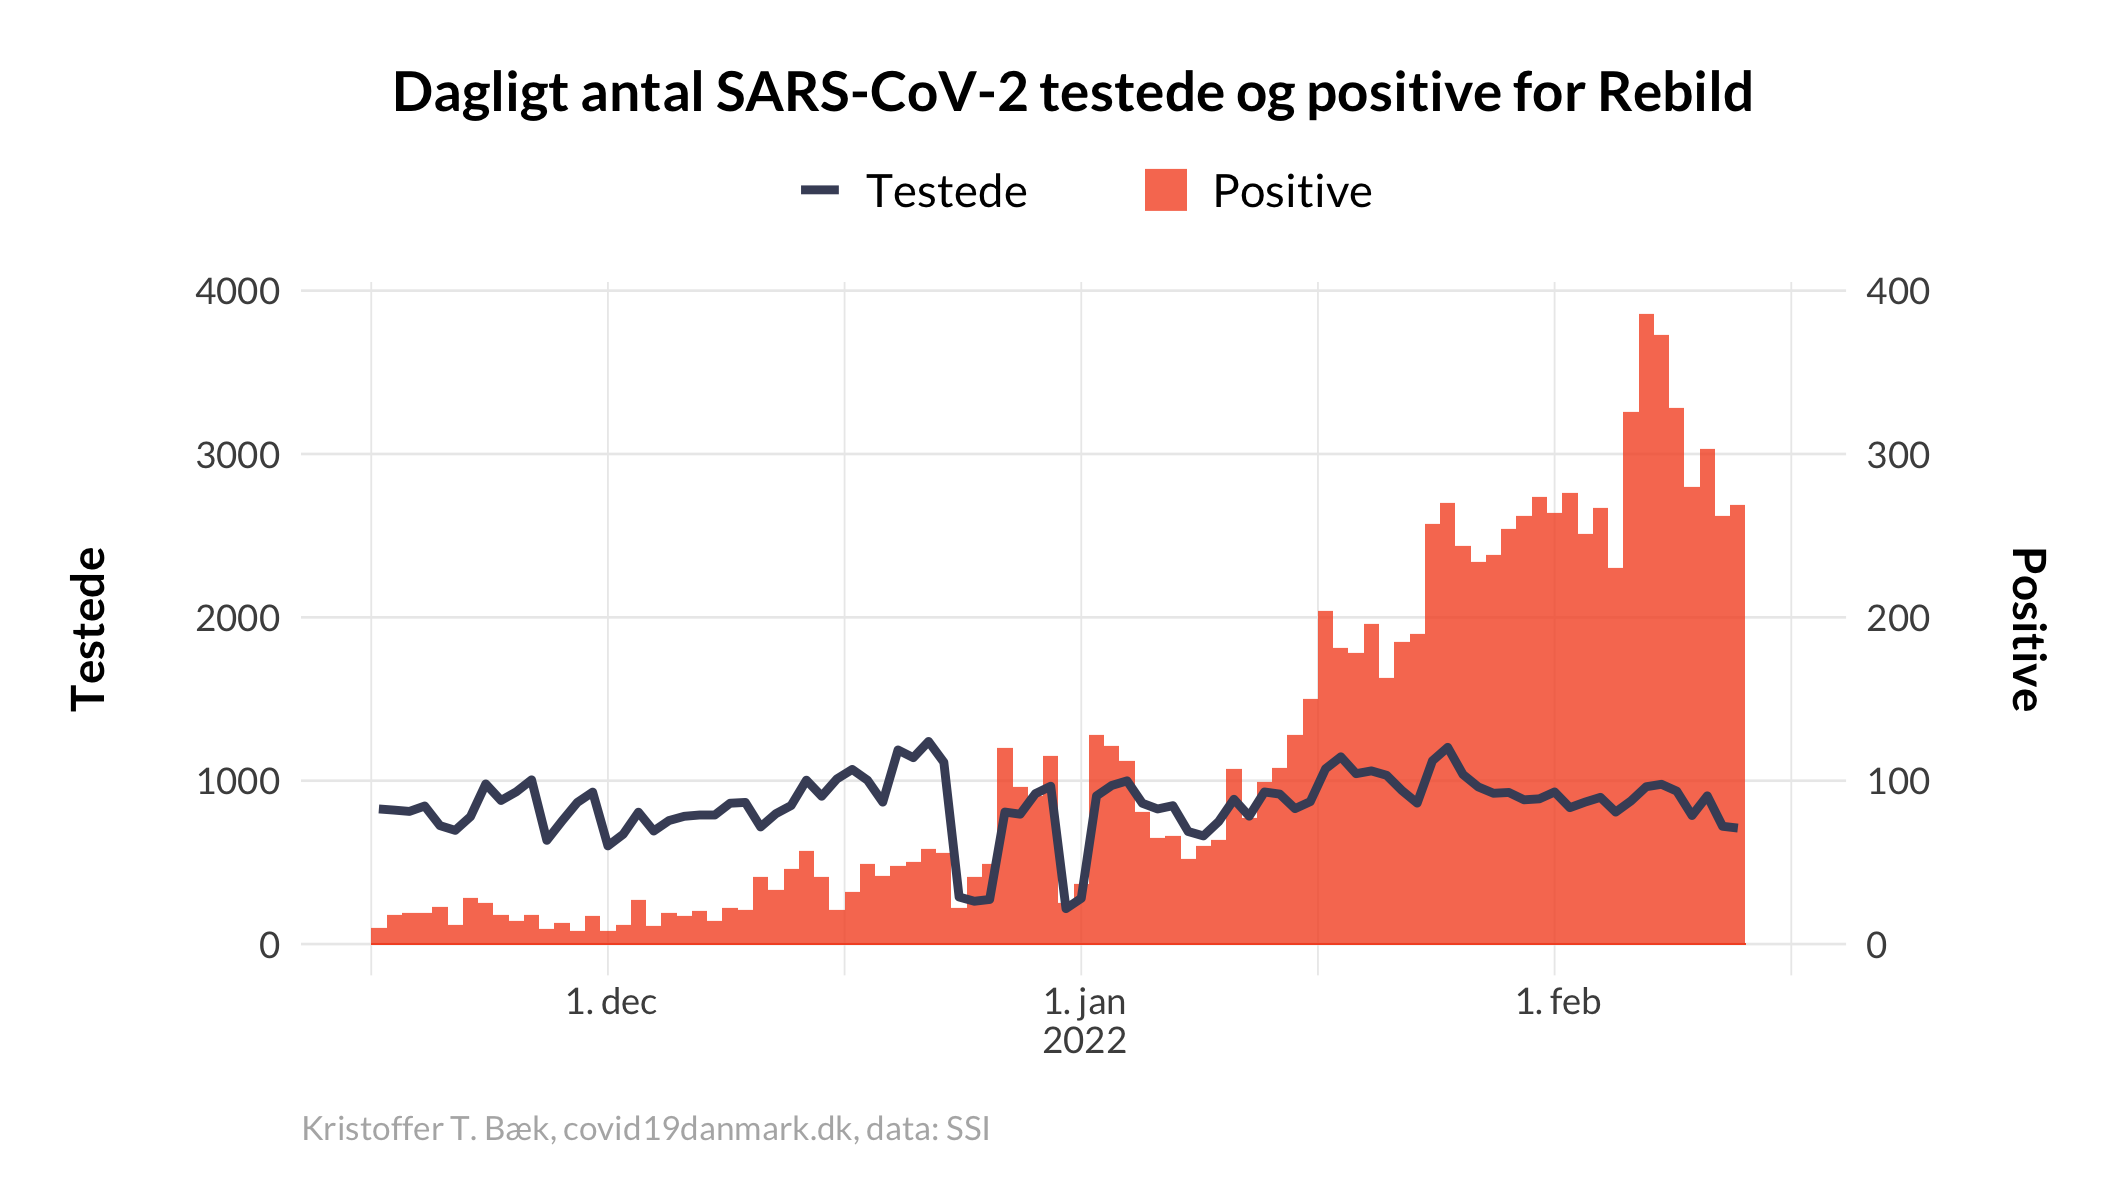 Dagligt antal SARS-CoV-2 testede og positive for Rebild
Testede
Positive
4000
3000
2000
1000
0
Testede
400
300
200
100
0
Positive
1. dec
1. jan
2022
1. feb
Kristoffer T. Bæk, covid19danmark.dk, data: SSI